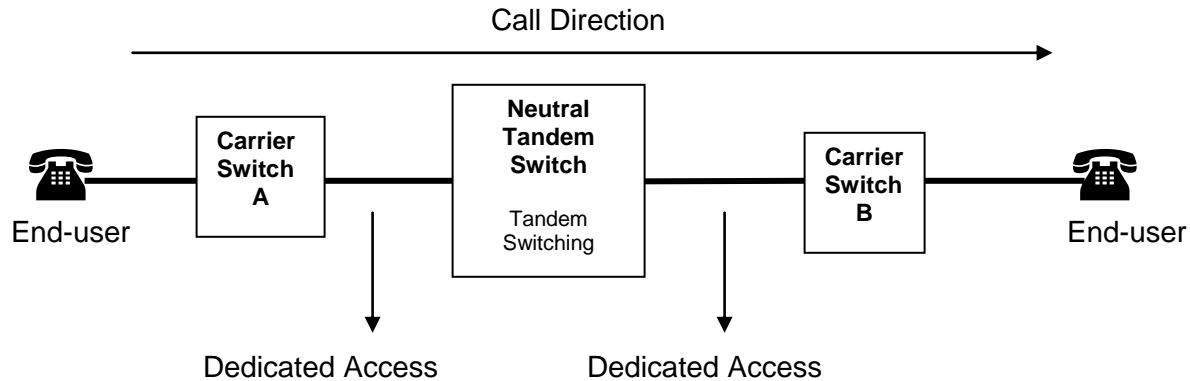 Call Direction
End-user
Carrier
Switch
A
Neutral
Tandem
Switch
Tandem
Switching
Carrier
Switch
B
End-user
Dedicated Access
Dedicated Access